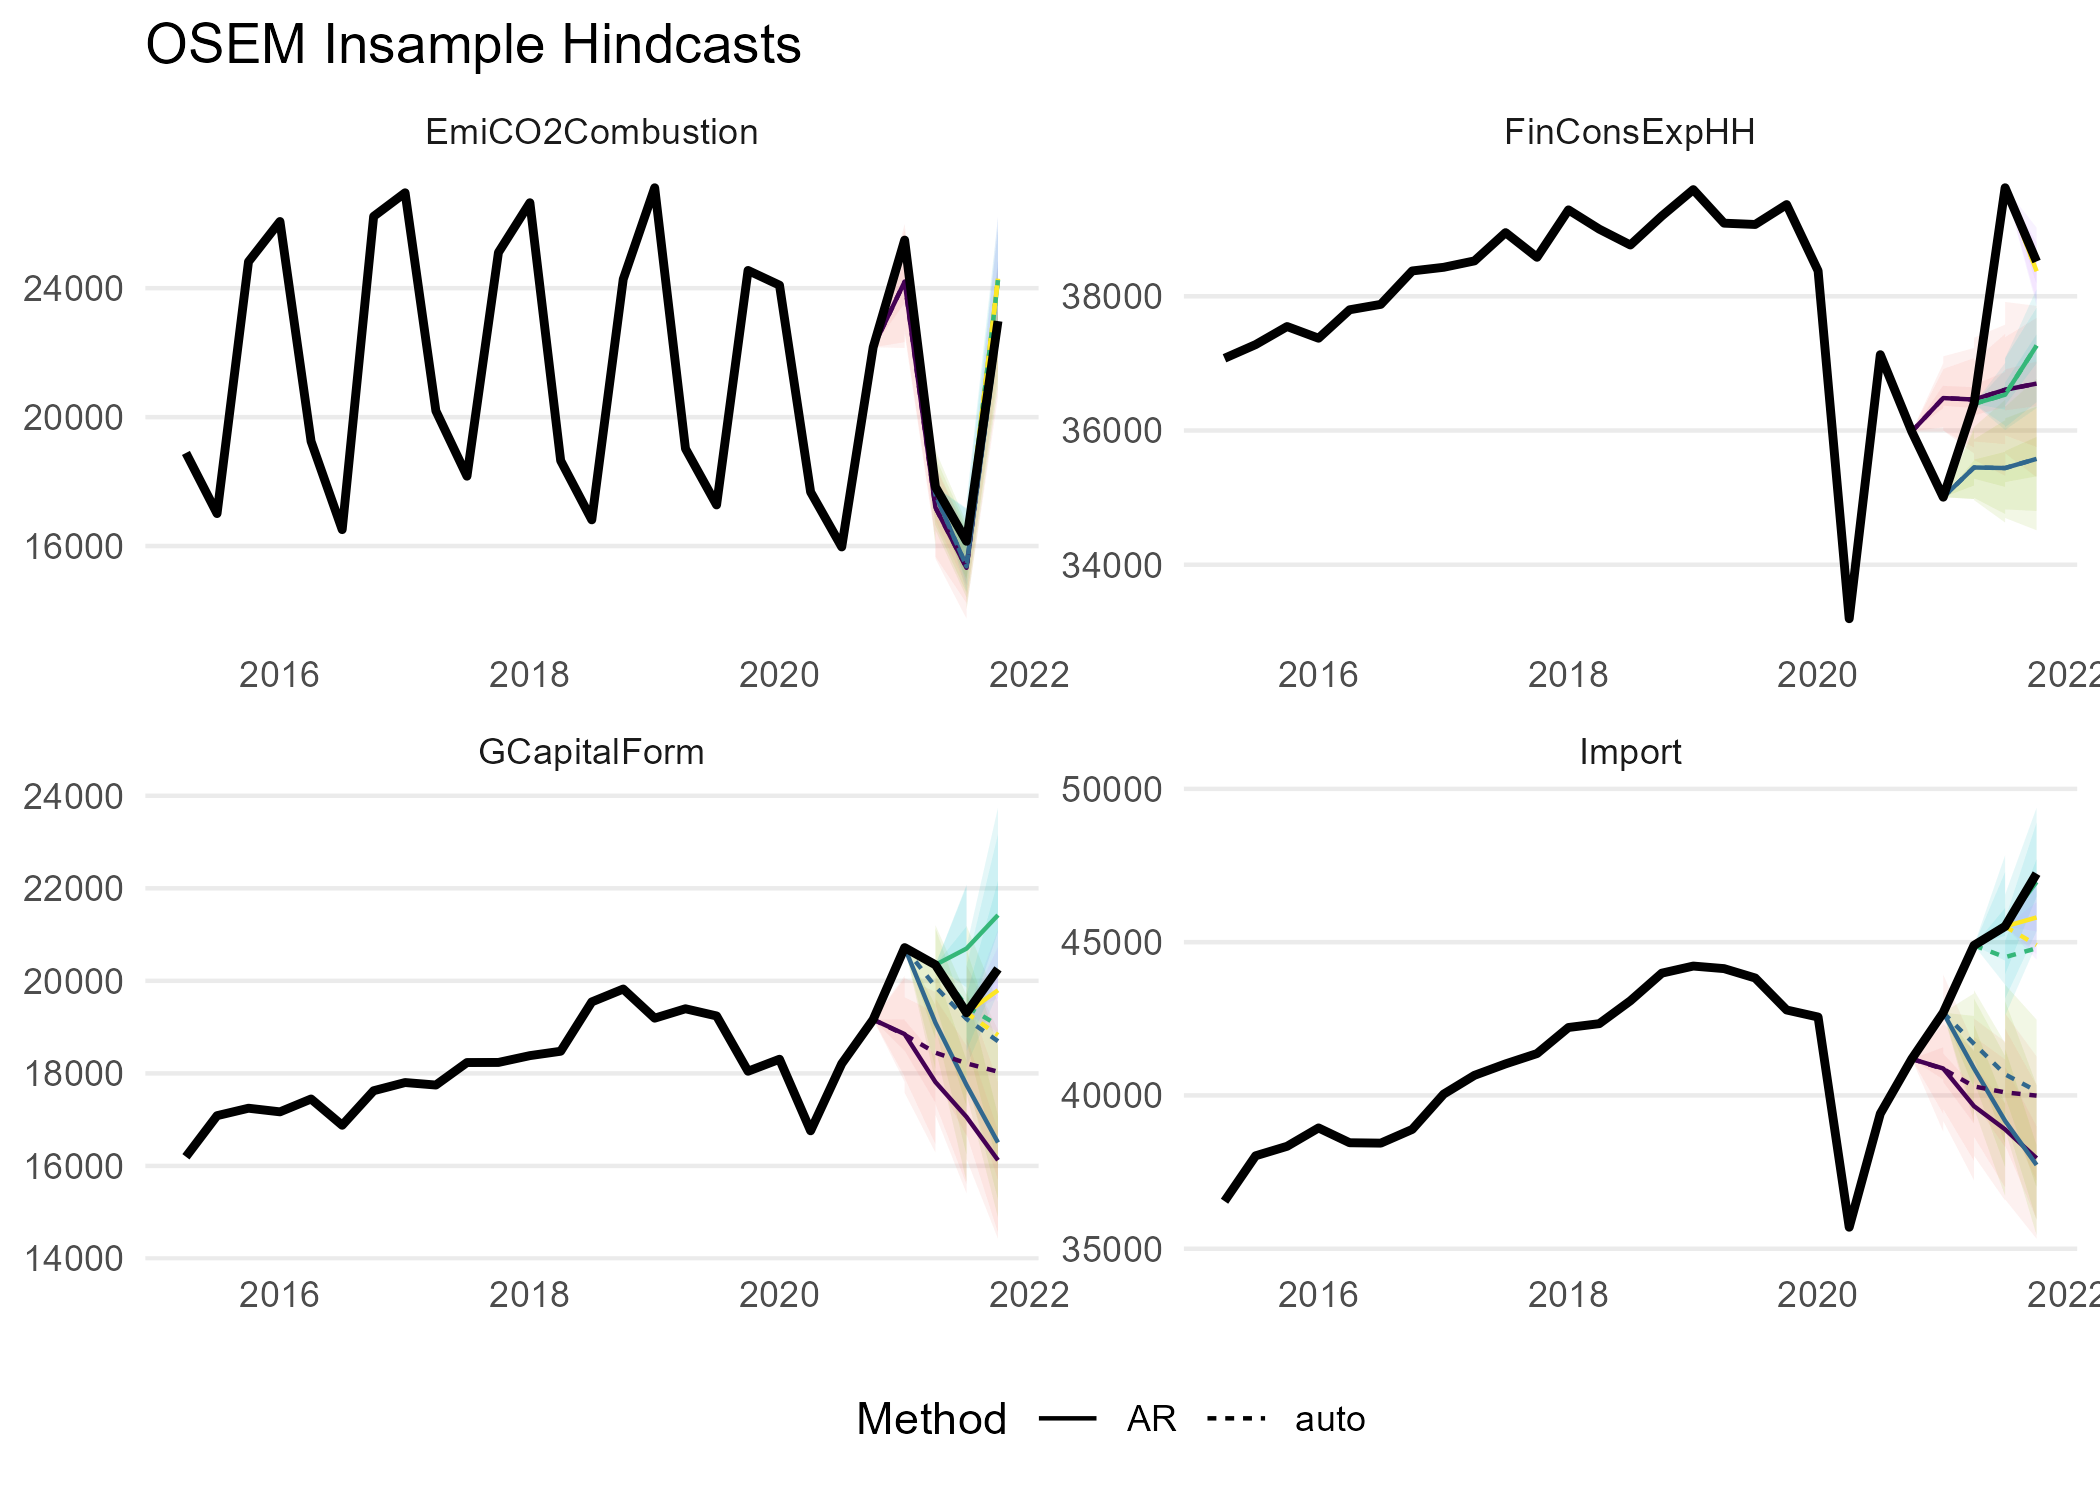 OSEM Insample Hindcasts
EmiCO2Combustion
24000
20000
16000
2016 2018 2020 2022
FinConsExpHH
38000
36000
34000
2016 2018 2020 2022
GCapitalForm
24000
22000
20000
18000
16000
14000
2016 2018 2020 2022
Import
50000
45000
40000
35000
2016 2018 2020 2022
Method AR auto